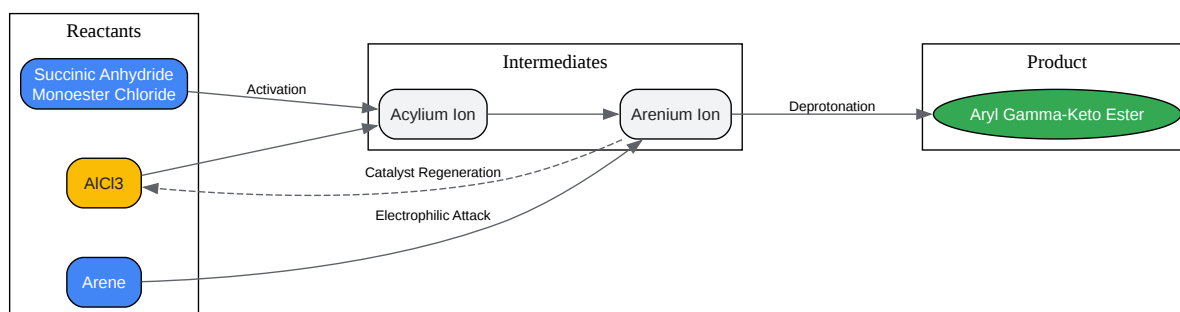 Reactants
Succinic Anhydride
Monoester Chloride
AlCl3
Arene
Activation
Intermediates
Acylium Ion
Arenium Ion
Catalyst Regeneration
Electrophilic Attack
Deprotonation
Product
Aryl Gamma-Keto Ester